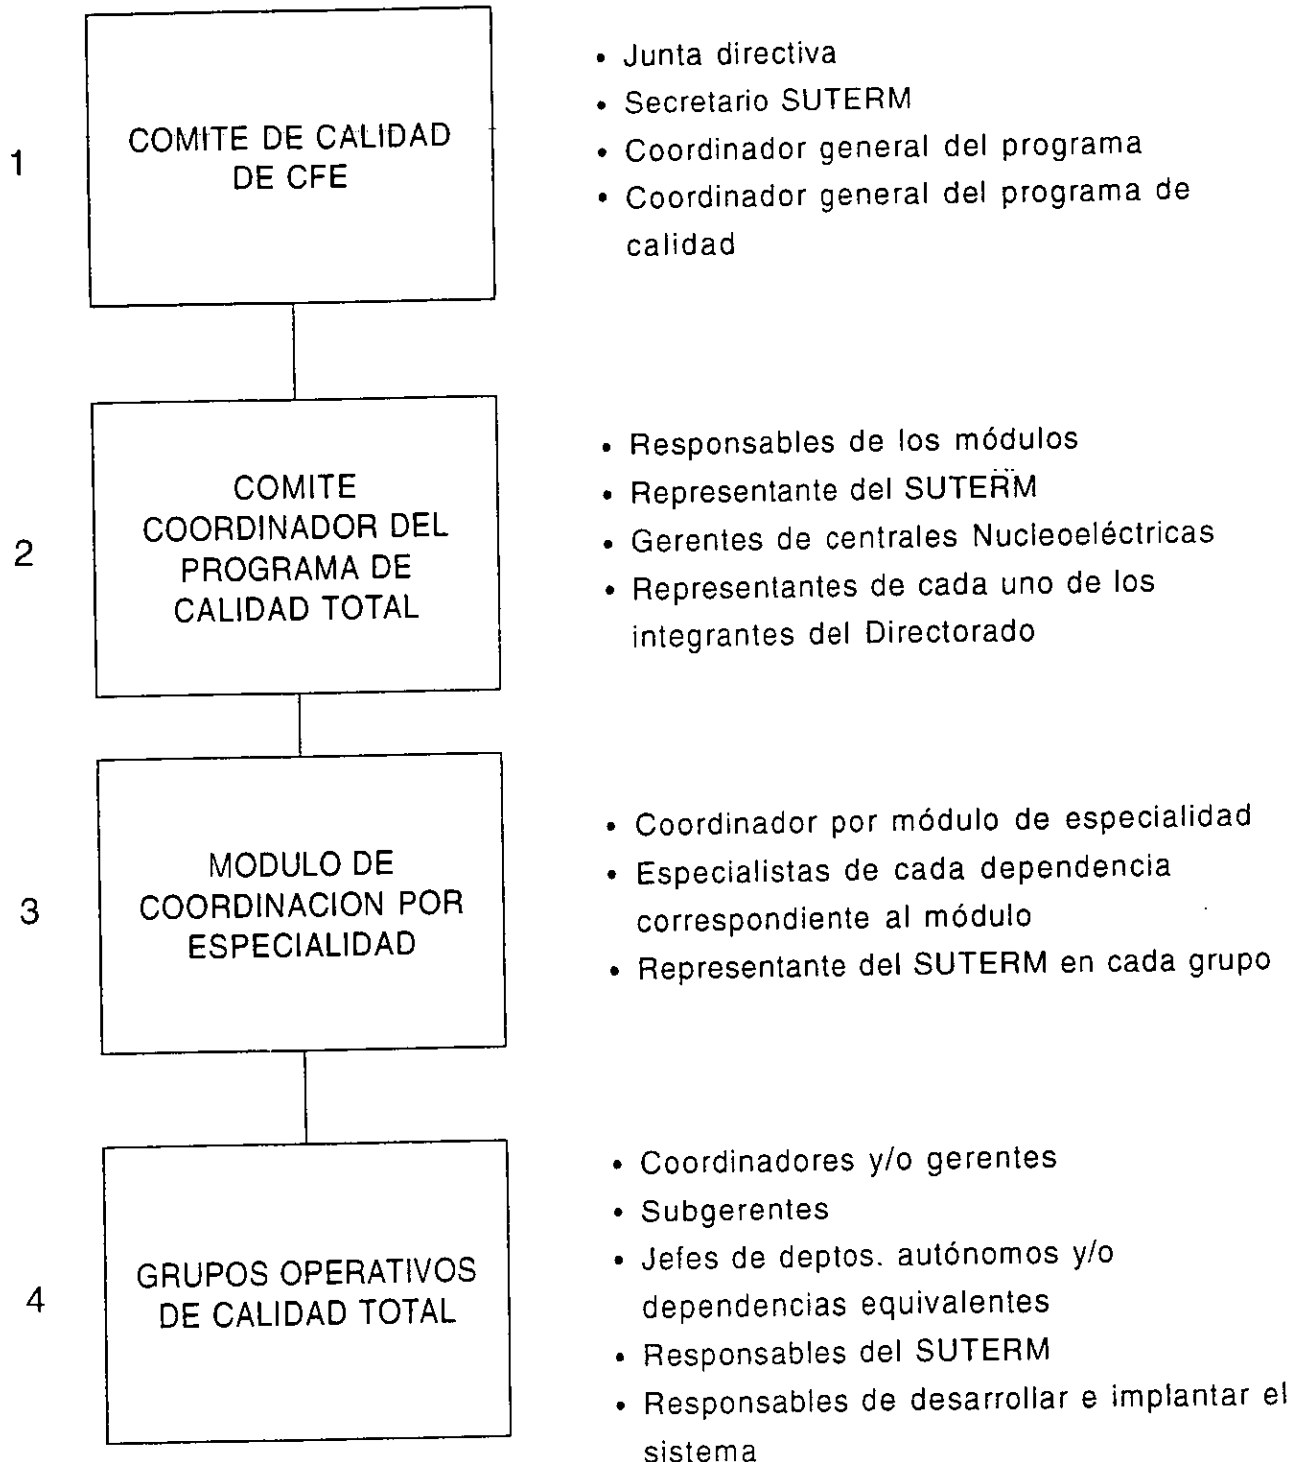 1
COMITE DE CALIDAD
DE CFE
• Junta directiva
• Secretario SUTERM
• Coordinador general del programa
• Coordinador general del programa de
calidad
2
COMITE
COORDINADOR DEL
PROGRAMA DE
CALIDAD TOTAL
• Responsables de los módulos
• Representante del SUTERM
• Gerentes de centrales Nucleoeléctricas
• Representantes de cada uno de los
integrantes del Directorado
3
MODULO DE
COORDINACION POR
ESPECIALIDAD
• Coordinador por módulo de especialidad
• Especialistas de cada dependencia
correspondiente al módulo
• Representante del SUTERM en cada grupo
4
GRUPOS OPERATIVOS
DE CALIDAD TOTAL
• Coordinadores y/o gerentes
• Subgerentes
• Jefes de deptos. autónomos y/o
dependencias equivalentes
• Responsables del SUTERM
• Responsables de desarrollar e implantar el
sistema